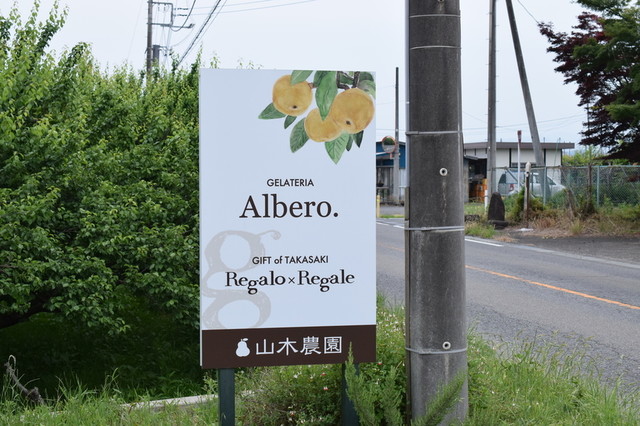 GELATERIA
Albero.
GIFT of TAKASAKI
Regalo×Regale
山木農園